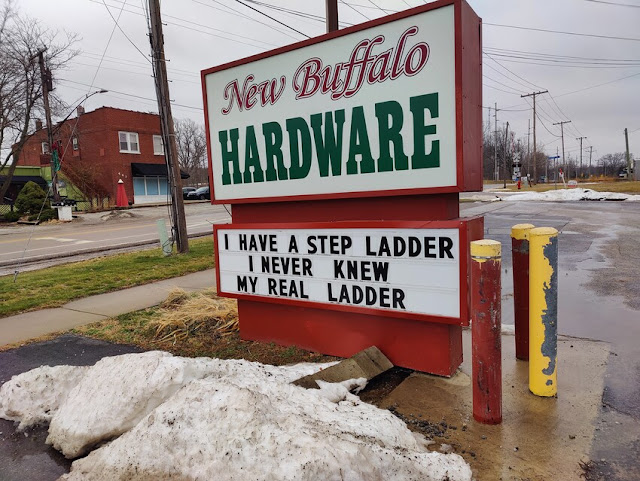 New Buffalo
HARDWARE
I HAVE A STEP LADDER
I NEVER KNEW
MY REAL LADDER